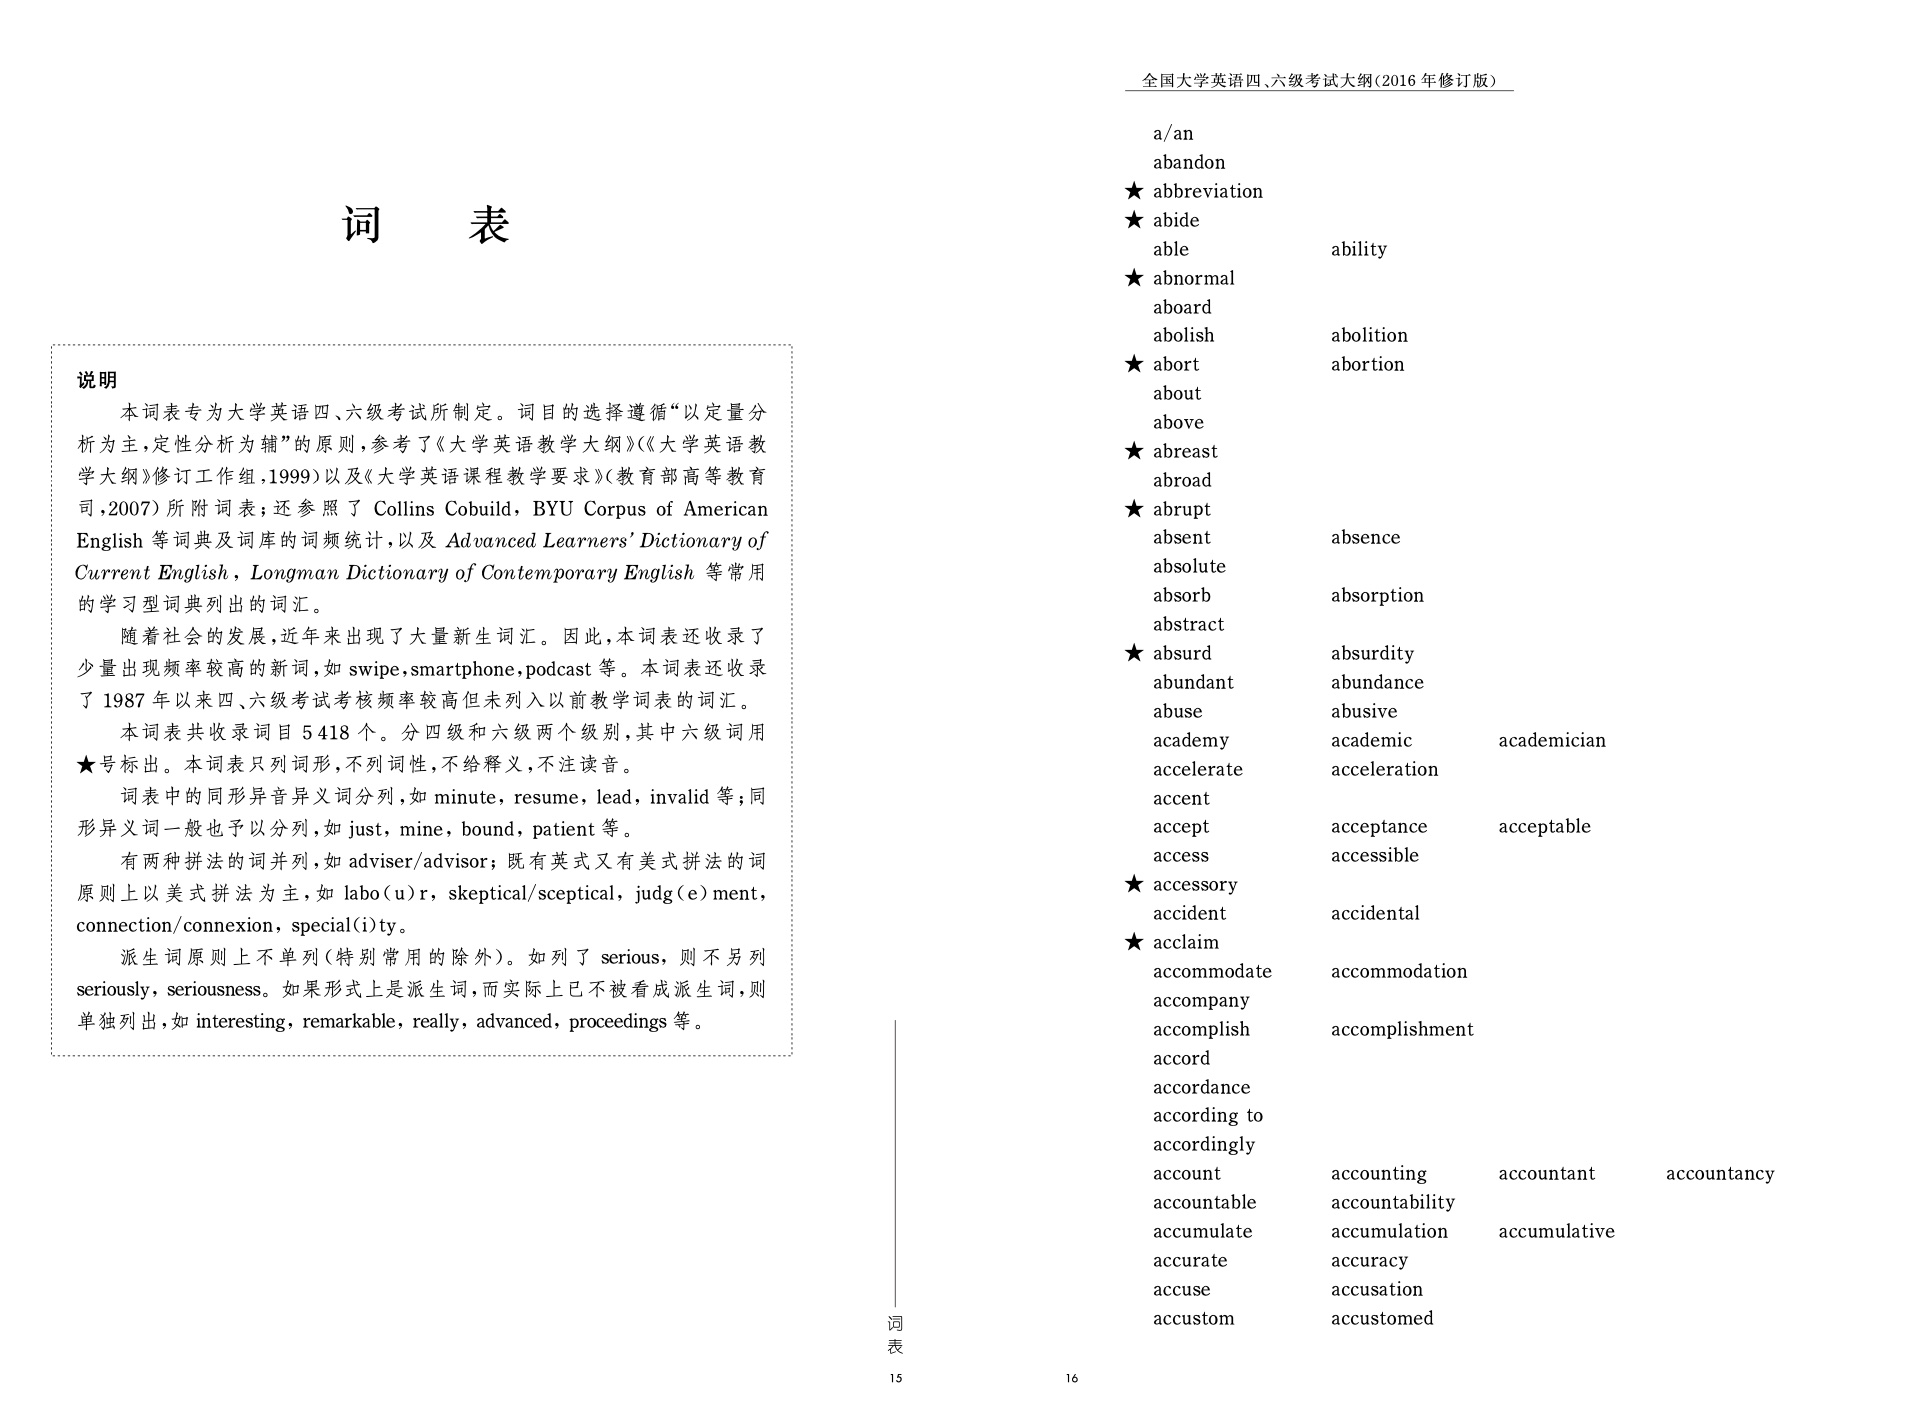 词 表
说明
本词表专为大学英语四、六级考试所制定。词目的选择遵循“以定量分
析为主,定性分析为辅”的原则,参考了《大学英语教学大纲》(《大学英语教
学大纲》修订工作组,1999)以及《大学英语课程教学要求》(教育部高等教育
司,2007)所附词表;还参照了 Collins Cobuild, BYU Corpus of American
English 等词典及词库的词频统计,以及 Advanced Learners’ Dictionary of
Current English, Longman Dictionary of Contemporary English 等常用
的学习型词典列出的词汇。
随着社会的发展,近年来出现了大量新生词汇。因此,本词表还收录了
少量出现频率较高的新词,如 swipe,smartphone,podcast 等。本词表还收录
了 1987 年以来四、六级考试考核频率较高但未列入以前教学词表的词汇。
本词表共收录词目 5 418 个。分四级和六级两个级别,其中六级词用
★号标出。本词表只列词形,不列词性,不给释义,不注读音。
词表中的同形异音异义词分列,如 minute, resume, lead, invalid 等;同
形异义词一般也予以分列,如 just, mine, bound, patient 等。
有两种拼法的词并列,如 adviser/advisor; 既有英式又有美式拼法的词
原则上以美式拼法为主,如 labo(u)r, skeptical/sceptical, judg(e)ment,
connection/connexion, special(i)ty。
派生词原则上不单列(特别常用的除外)。如列了 serious, 则不另列
seriously, seriousness。如果形式上是派生词,而实际上已不被看成派生词,则
单独列出,如 interesting, remarkable, really, advanced, proceedings 等。
词
表
15
全国大学英语四、六级考试大纲(2016 年修订版)
a/an
abandon
★ abbreviation
★ abide
able ability
★ abnormal
aboard
abolish abolition
★ abort abortion
about
above
★ abreast
abroad
★ abrupt
absent absence
absolute
absorb absorption
abstract
★ absurd absurdity
abundant abundance
abuse abusive
academy academic academician
accelerate acceleration
accent
accept acceptance acceptable
access accessible
★ accessory
accident accidental
★ acclaim
accommodate accommodation
accompany
accomplish accomplishment
accord
accordance
according to
accordingly
account accounting accountant accountancy
accountable accountability
accumulate accumulation accumulative
accurate accuracy
accuse accusation
accustom accustomed
16